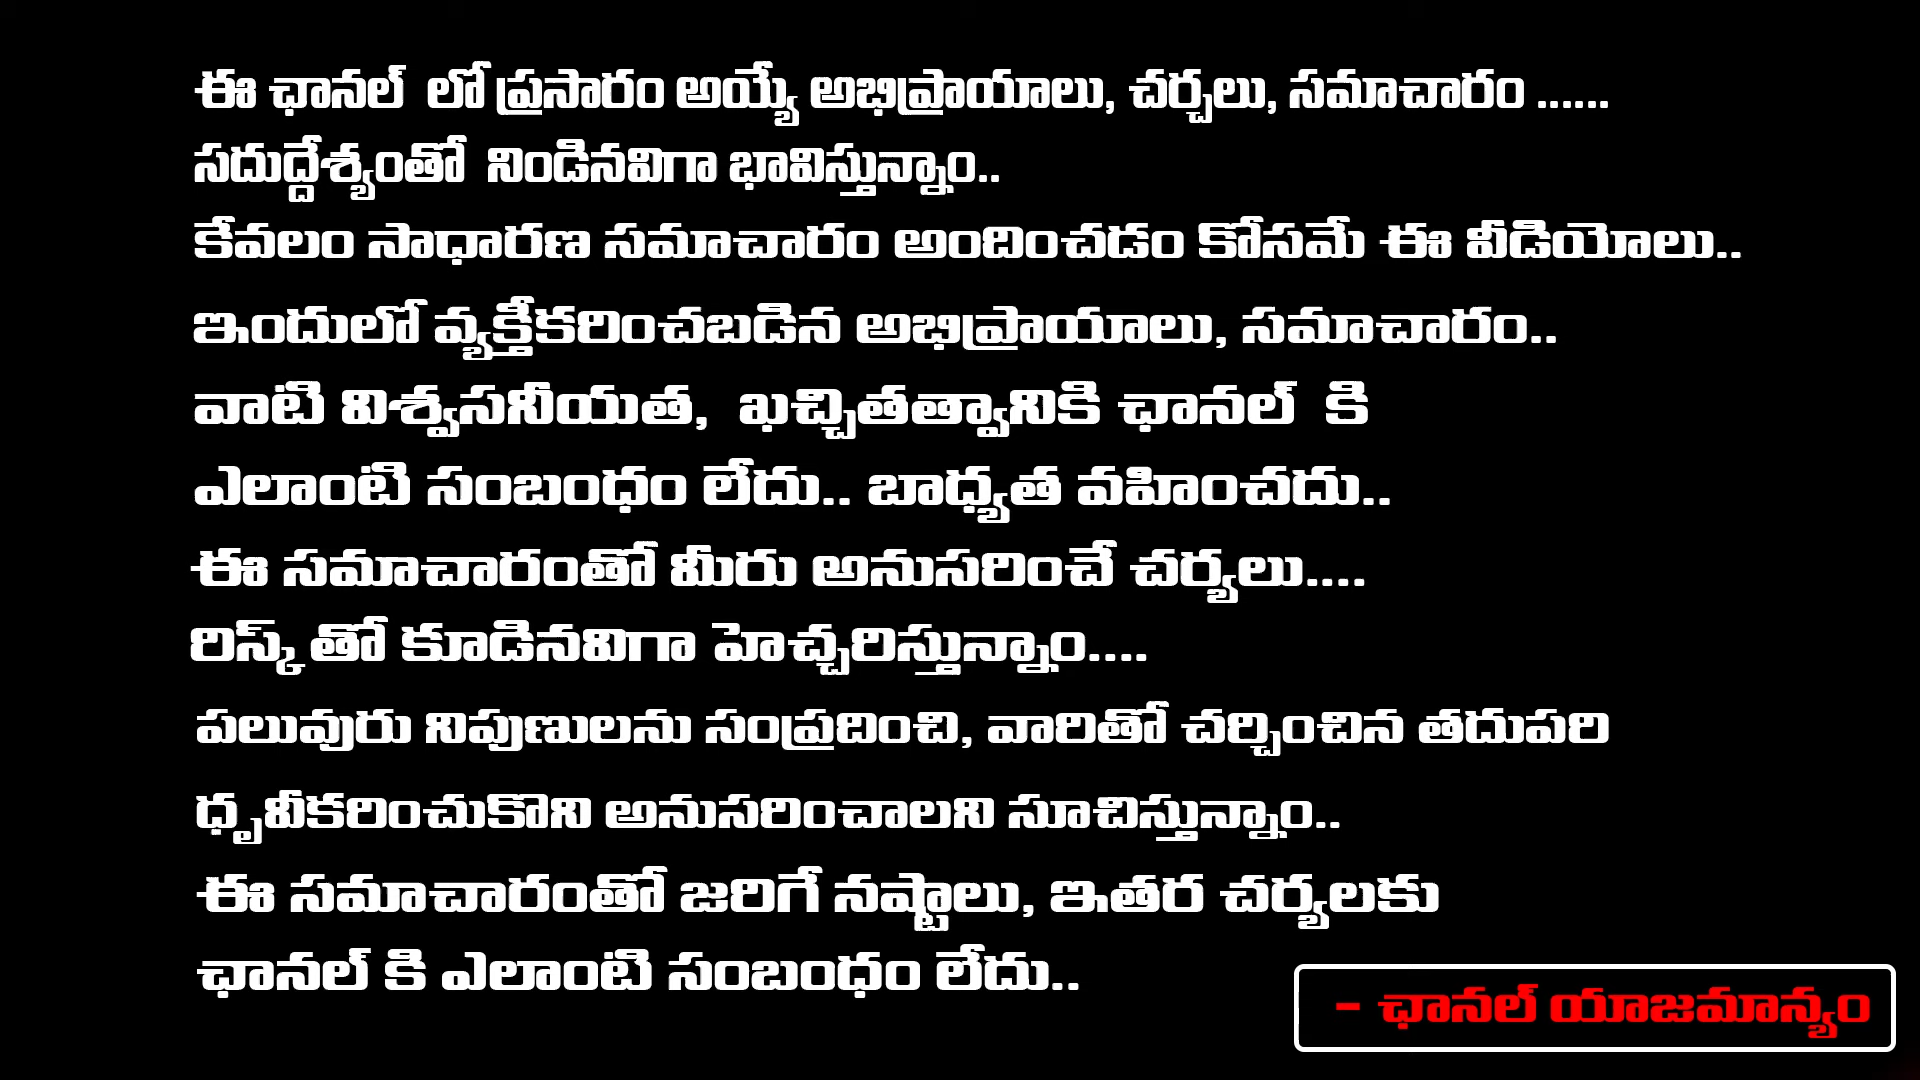 ఈ ఛానల్ లో ప్రసారం అయ్యే అభిప్రాయాలు, చర్చలు, సమాచారం ......
సదుద్దేశ్యంతో నిండినవిగా భావిస్తున్నాం..
కేవలం సాధారణ సమాచారం అందించడం కోసమే ఈ వీడియోలు..
ఇందులో వ్యక్తీకరించబడిన అభిప్రాయాలు, సమాచారం..
వాటి విశ్వసనీయత, ఖచ్చితత్వానికి ఛానల్ కి
ఎలాంటి సంబంధం లేదు.. బాధ్యత వహించదు..
ఈ సమాచారంతో మీరు అనుసరించే చర్యలు....
రిస్క్ తో కూడినవిగా హెచ్చరిస్తున్నాం....
పలువురు నిపుణులను సంప్రదించి, వారితో చర్చించిన తదుపరి
ధృవీకరించుకొని అనుసరించాలని సూచిస్తున్నాం..
ఈ సమాచారంతో జరిగే నష్టాలు, ఇతర చర్యలకు
ఛానల్ కి ఎలాంటి సంబంధం లేదు..
- ఛానల్ యాజమాన్యం